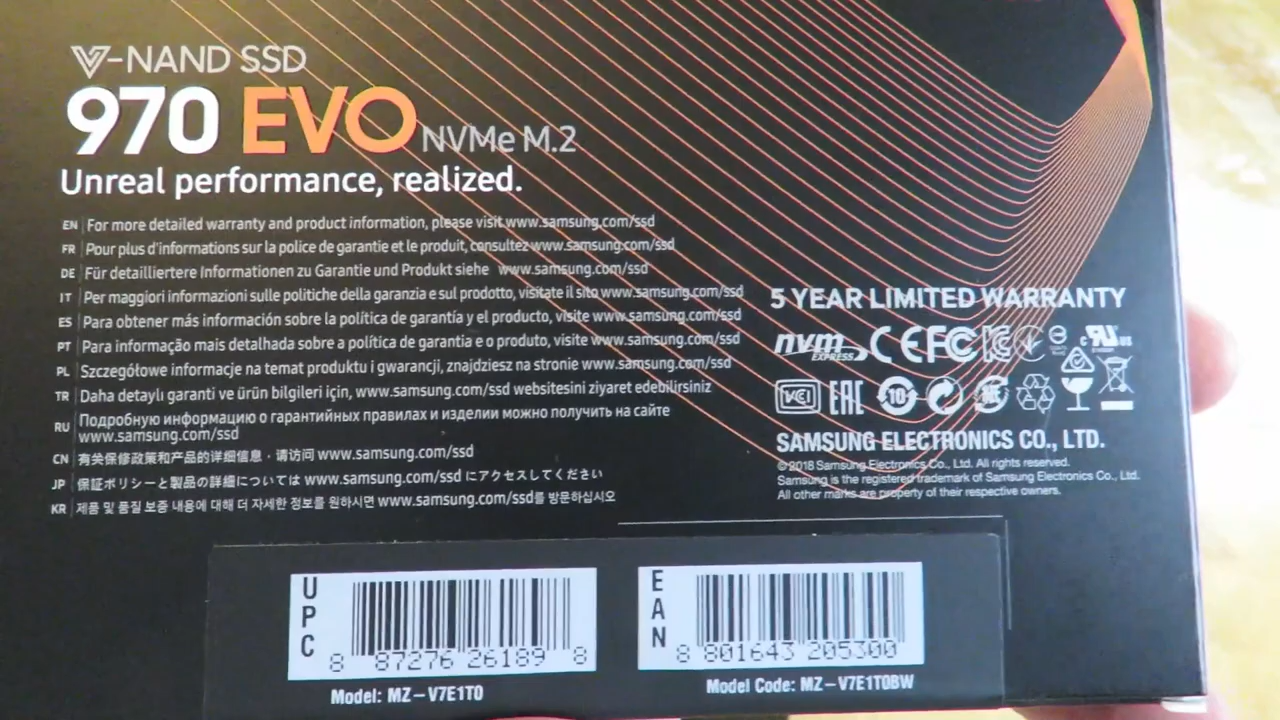 V-NAND SSD
970 EVO NVMe M.2
Unreal performance, realized.
EN For more detailed warranty and product information, please visit www.samsung.com/ssd
FR Pour plus d'informations sur la police de garantie et le produit, consultez www.samsung.com/ssd
DE Für detailliertere Informationen zu Garantie und Produkt siehe www.samsung.com/ssd
IT Per maggiori informazioni sulle politiche della garanzia e sul prodotto, visitate il sito www.samsung.com/ssd
ES Para obtener más información sobre la política de garantía y el producto, visite www.samsung.com/ssd
PT Para informação mais detalhada sobre a política de garantia e o produto, visite www.samsung.com/ssd
PL Szczegółowe informacje na temat produktu i gwarancji, znajdziesz na stronie www.samsung.com/ssd
TR Daha detaylı garanti ve ürün bilgileri için, www.samsung.com/ssd websitesini ziyaret edebilirsiniz
RU Подробную информацию о гарантийных правилах и изделии можно получить на сайте
www.samsung.com/ssd
CN 有关保修政策和产品的详细信息,请访问 www.samsung.com/ssd
JP 保証ポリシーと製品の詳細については www.samsung.com/ssd にアクセスしてください
KR 제품 및 품질 보증 내용에 대해 더 자세한 정보를 원하시면 www.samsung.com/ssd를 방문하십시오
5 YEAR LIMITED WARRANTY
nvm EXPRESS CE FC c UL US
VCI EAC 10
SAMSUNG ELECTRONICS CO., LTD.
© 2018 Samsung Electronics Co., Ltd. All rights reserved.
Samsung is the registered trademark of Samsung Electronics Co., Ltd.
All other marks are property of their respective owners.
UPC
8 87276 26189 8
Model: MZ-V7E1T0
EAN
8 801643 205300
Model Code: MZ-V7E1T0BW